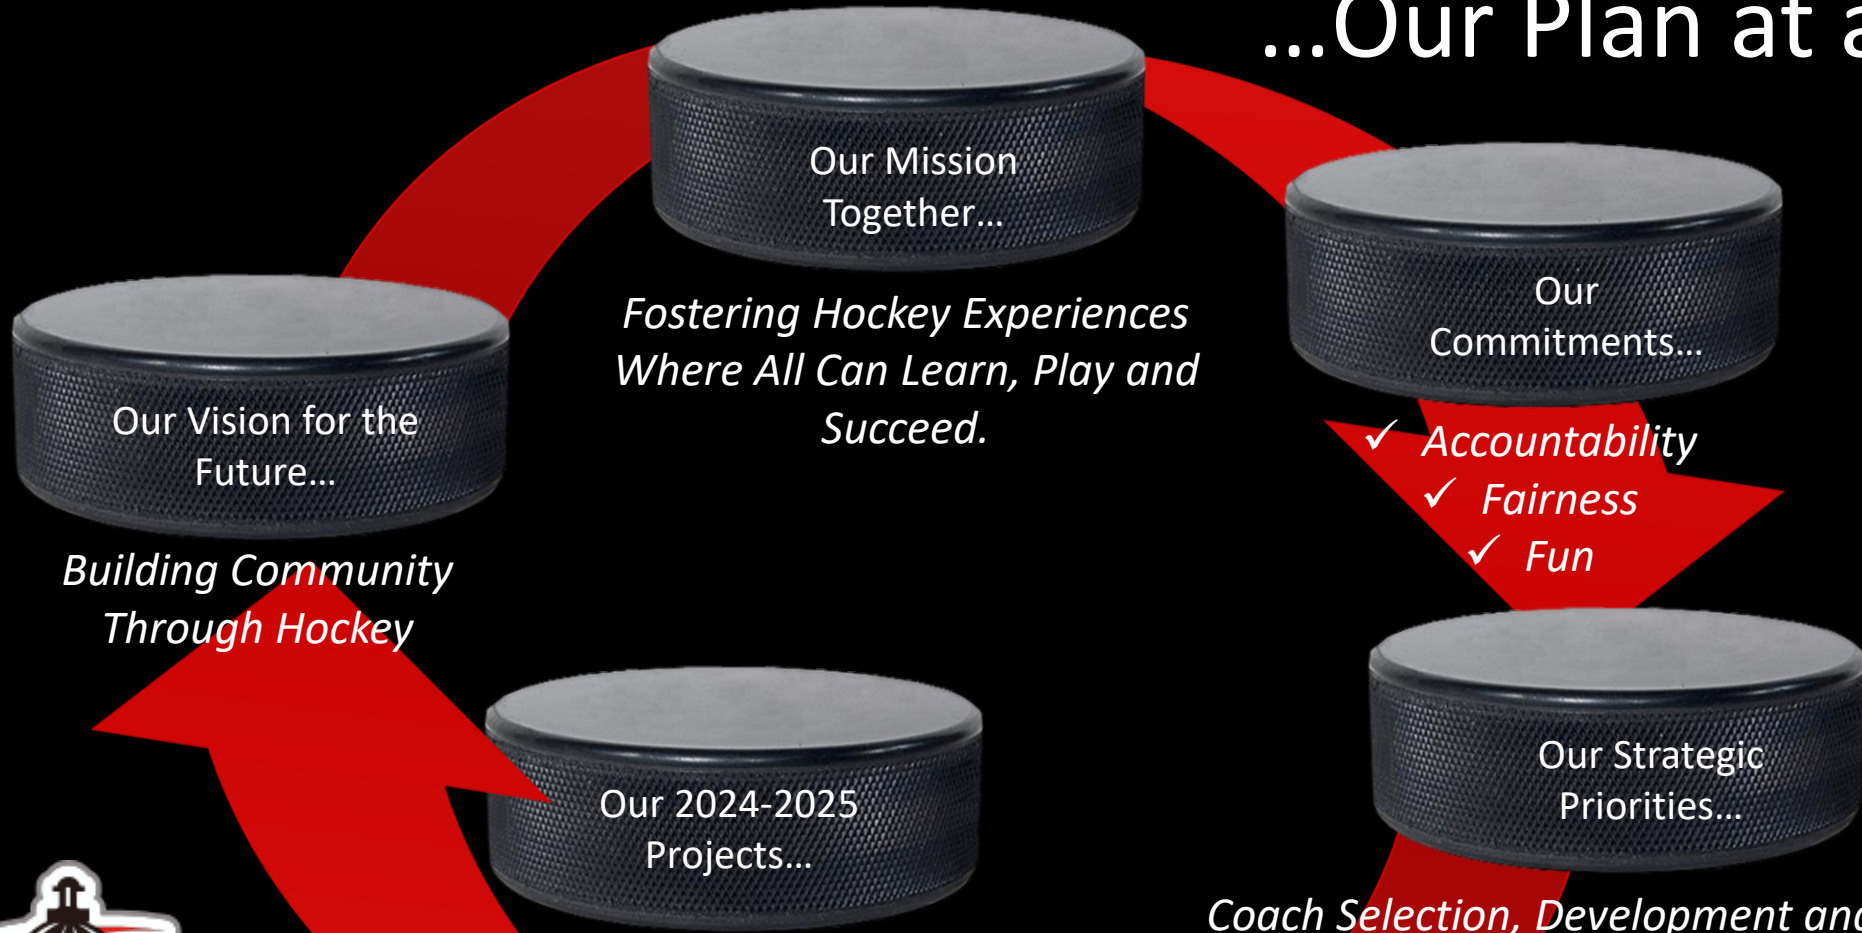 ...Our Plan at a
Our Mission
Together...
Fostering Hockey Experiences
Where All Can Learn, Play and
Succeed.
Our
Commitments...
✓ Accountability
✓ Fairness
✓ Fun
Our Vision for the
Future...
Building Community
Through Hockey
Our 2024-2025
Projects...
Our Strategic
Priorities...
Coach Selection, Development and